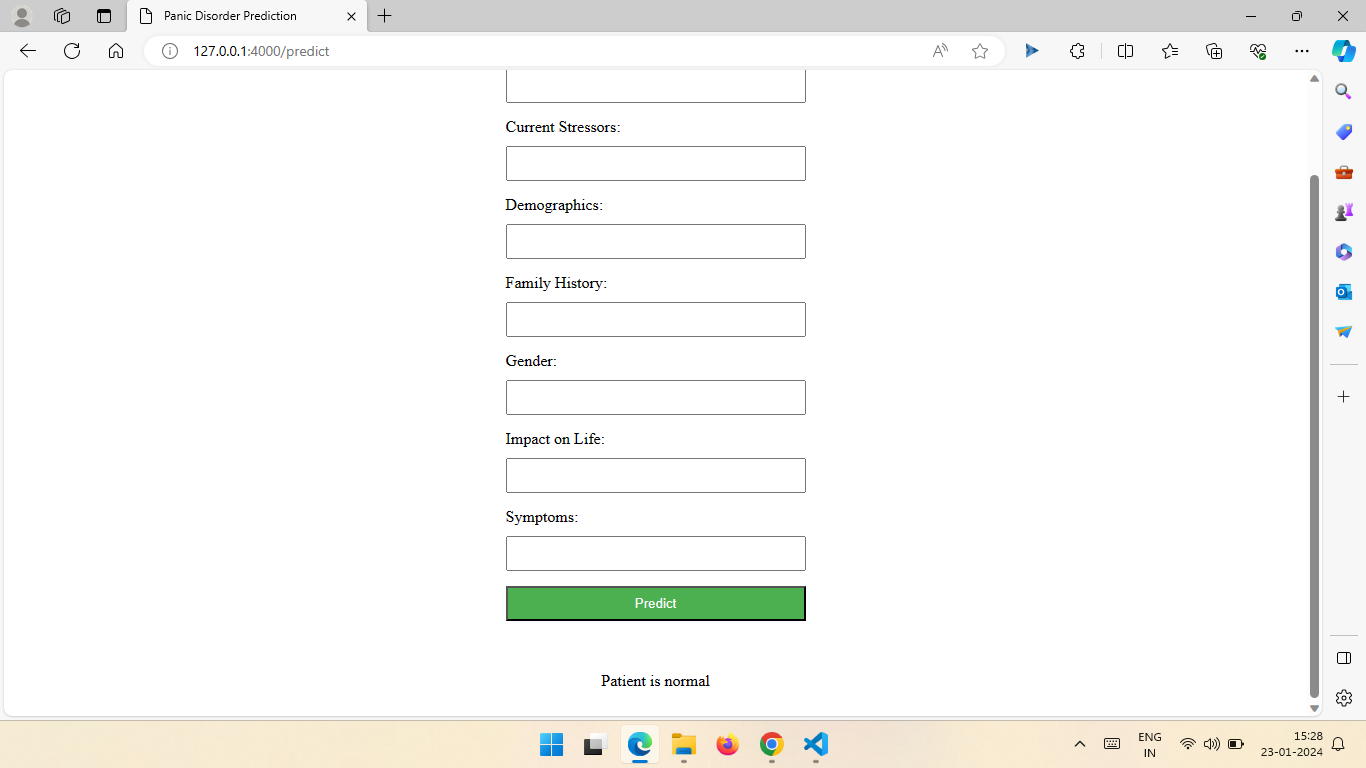 Panic Disorder Prediction
127.0.0.1:4000/predict
Current Stressors:
Demographics:
Family History:
Gender:
Impact on Life:
Symptoms:
Predict
Patient is normal
ENG
IN
15:28
23-01-2024